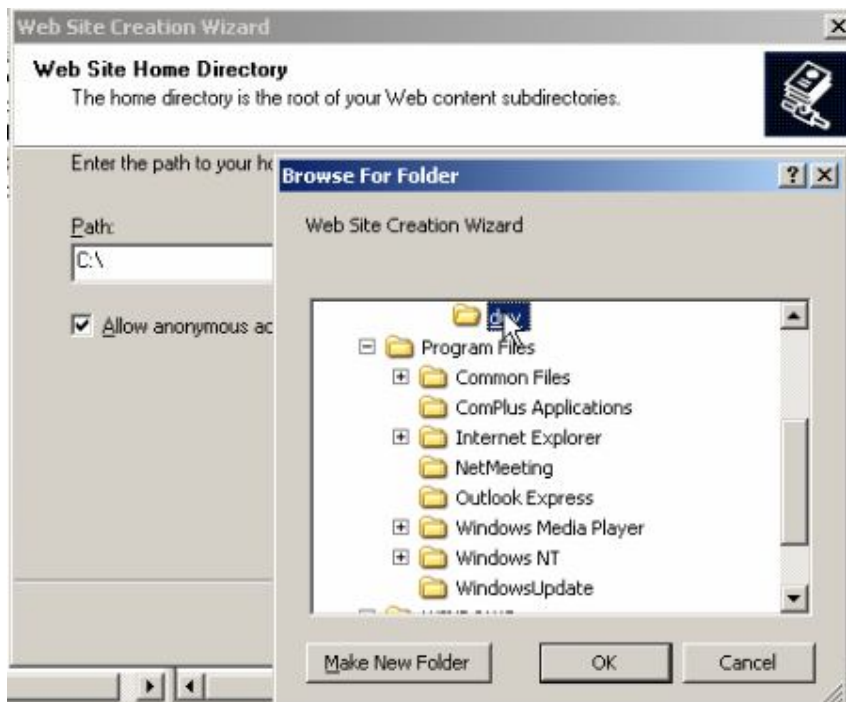 Web Site Creation Wizard
Web Site Home Directory
The home directory is the root of your Web content subdirectories.
Enter the path to your
Path:
C:\
Allow anonymous
Browse For Folder
Web Site Creation Wizard
Program Files
Common Files
ComPlus Applications
Internet Explorer
NetMeeting
Outlook Express
Windows Media Player
Windows NT
WindowsUpdate
Make New Folder
OK
Cancel